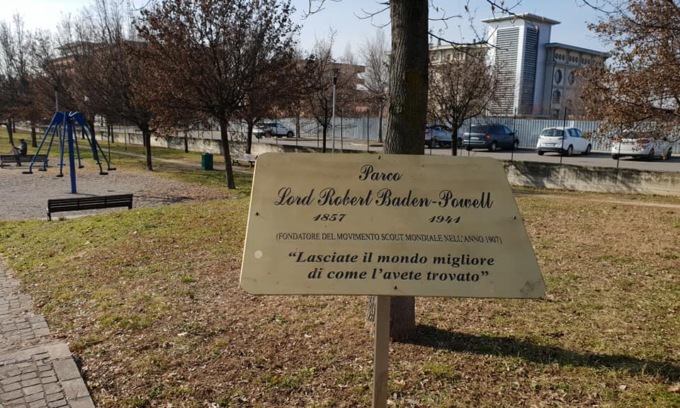 Parco
Lord Robert Baden-Powell
1857 1941
(FONDATORE DEL MOVIMENTO SCOUT MONDIALE NELL'ANNO 1907)
"Lasciate il mondo migliore
di come l'avete trovato"